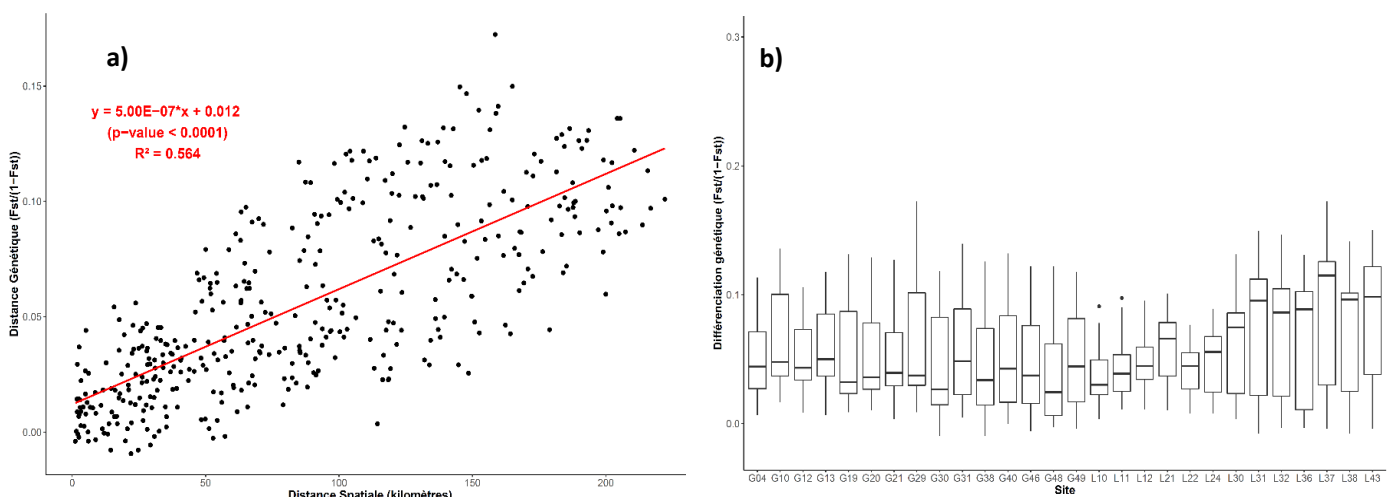 a)
y = 5.00E−07*x + 0.012
(p−value < 0.0001)
R² = 0.564
Distance Génétique (Fst/(1−Fst))
0.15
0.10
0.05
0.00
0 50 100 150 200
Distance Spatiale (kilomètres)
b)
Différenciation génétique (Fst/(1−Fst))
0.3
0.2
0.1
0.0
G04 G10 G12 G13 G19 G20 G21 G29 G30 G31 G38 G40 G46 G48 G49 L10 L11 L12 L21 L22 L24 L30 L31 L32 L36 L37 L38 L43
Site